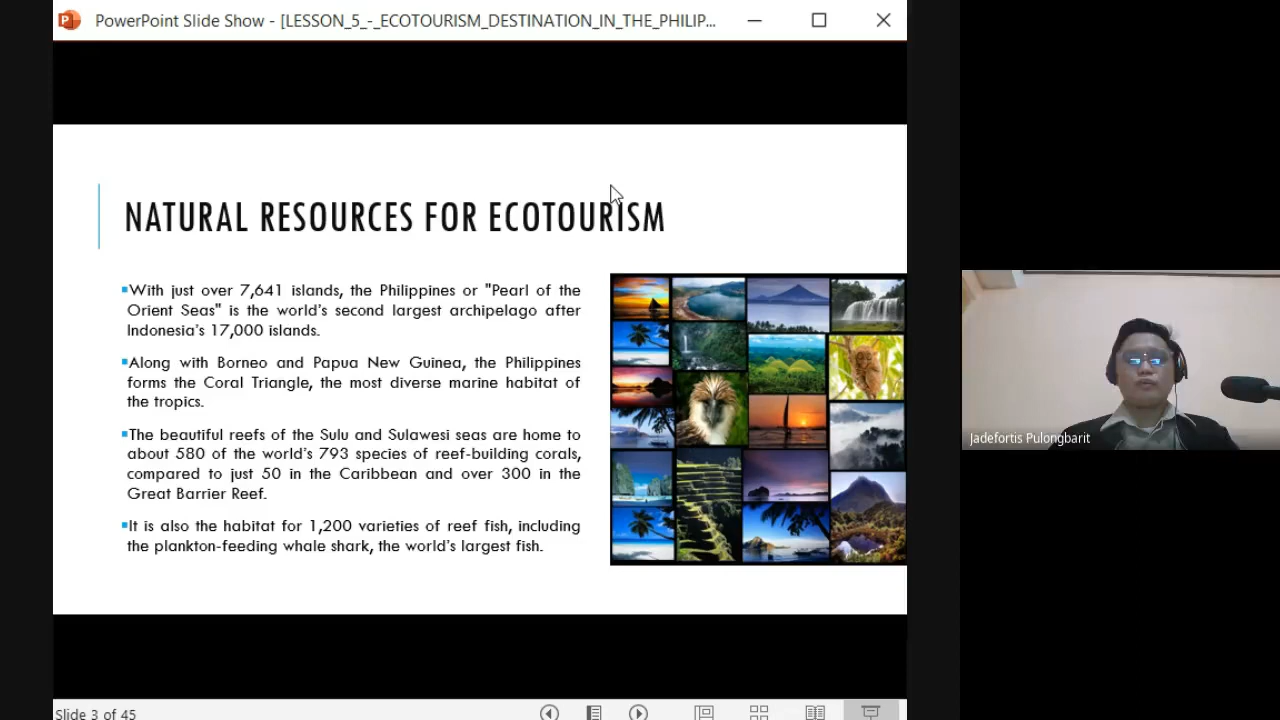 PowerPoint Slide Show - [LESSON_5_-_ECOTOURISM_DESTINATION_IN_THE_PHILIP...
NATURAL RESOURCES FOR ECOTOURISM
▪With just over 7,641 islands, the Philippines or "Pearl of the
Orient Seas" is the world's second largest archipelago after
Indonesia's 17,000 islands.
▪Along with Borneo and Papua New Guinea, the Philippines
forms the Coral Triangle, the most diverse marine habitat of
the tropics.
▪The beautiful reefs of the Sulu and Sulawesi seas are home to
about 580 of the world's 793 species of reef-building corals,
compared to just 50 in the Caribbean and over 300 in the
Great Barrier Reef.
▪It is also the habitat for 1,200 varieties of reef fish, including
the plankton-feeding whale shark, the world's largest fish.
Jadefortis Pulongbarit
Slide 3 of 45